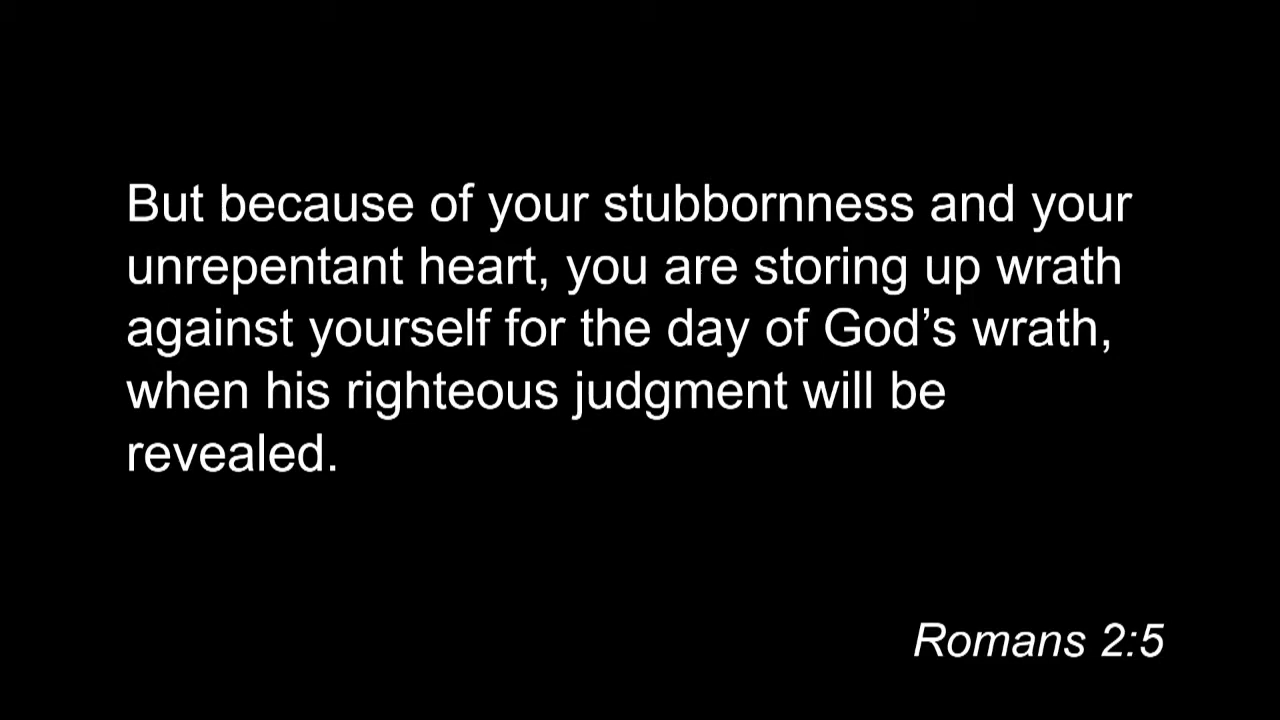 But because of your stubbornness and your
unrepentant heart, you are storing up wrath
against yourself for the day of God’s wrath,
when his righteous judgment will be
revealed.
Romans 2:5